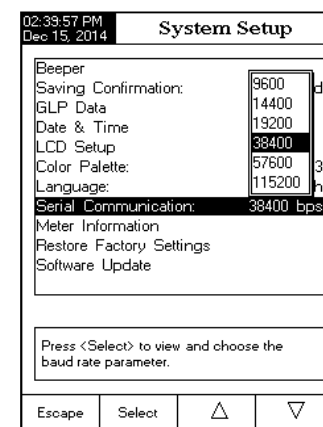 02:39:57 PM
Dec 15, 2014
System Setup
Beeper
Saving Confirmation: d
GLP Data
Date & Time
LCD Setup
Color Palette: 3
Language: h
Serial Communication: 38400 bps
Meter Information
Restore Factory Settings
Software Update
9600
14400
19200
38400
57600
115200
Press <Select> to view and choose the
baud rate parameter.
Escape Select △ ▽